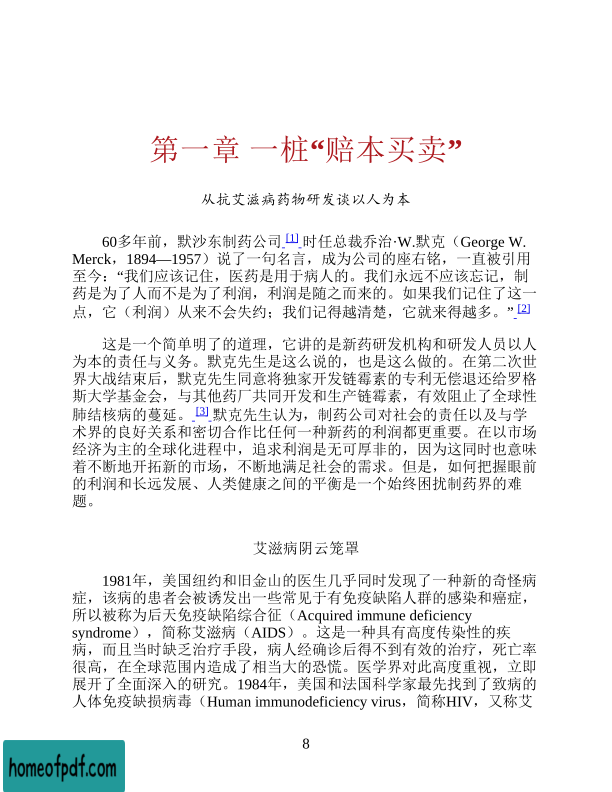 第一章 一桩“赔本买卖”
从抗艾滋病药物研发谈以人为本
60多年前，默沙东制药公司 [1] 时任总裁乔治·W.默克（George W.
Merck，1894—1957）说了一句名言，成为公司的座右铭，一直被引用
至今：“我们应该记住，医药是用于病人的。我们永远不应该忘记，制
药是为了人而不是为了利润，利润是随之而来的。如果我们记住了这一
点，它（利润）从来不会失约；我们记得越清楚，它就来得越多。” [2]
这是一个简单明了的道理，它讲的是新药研发机构和研发人员以人
为本的责任与义务。默克先生是这么说的，也是这么做的。在第二次世
界大战结束后，默克先生同意将独家开发链霉素的专利无偿退还给罗格
斯大学基金会，与其他药厂共同开发和生产链霉素，有效阻止了全球性
肺结核病的蔓延。 [3] 默克先生认为，制药公司对社会的责任以及与学
术界的良好关系和密切合作比任何一种新药的利润都更重要。在以市场
经济为主的全球化进程中，追求利润是无可厚非的，因为这同时也意味
着不断地开拓新的市场，不断地满足社会的需求。但是，如何把握眼前
的利润和长远发展、人类健康之间的平衡是一个始终困扰制药界的难
题。
艾滋病阴云笼罩
1981年，美国纽约和旧金山的医生几乎同时发现了一种新的奇怪病
症，该病的患者会被诱发出一些常见于有免疫缺陷人群的感染和癌症，
所以被称为后天免疫缺陷综合征（Acquired immune deficiency
syndrome），简称艾滋病（AIDS）。这是一种具有高度传染性的疾
病，而且当时缺乏治疗手段，病人经确诊后得不到有效的治疗，死亡率
很高，在全球范围内造成了相当大的恐慌。医学界对此高度重视，立即
展开了全面深入的研究。1984年，美国和法国科学家最先找到了致病的
人体免疫缺损病毒（Human immunodeficiency virus，简称HIV，又称艾
8
homeofpdf.com